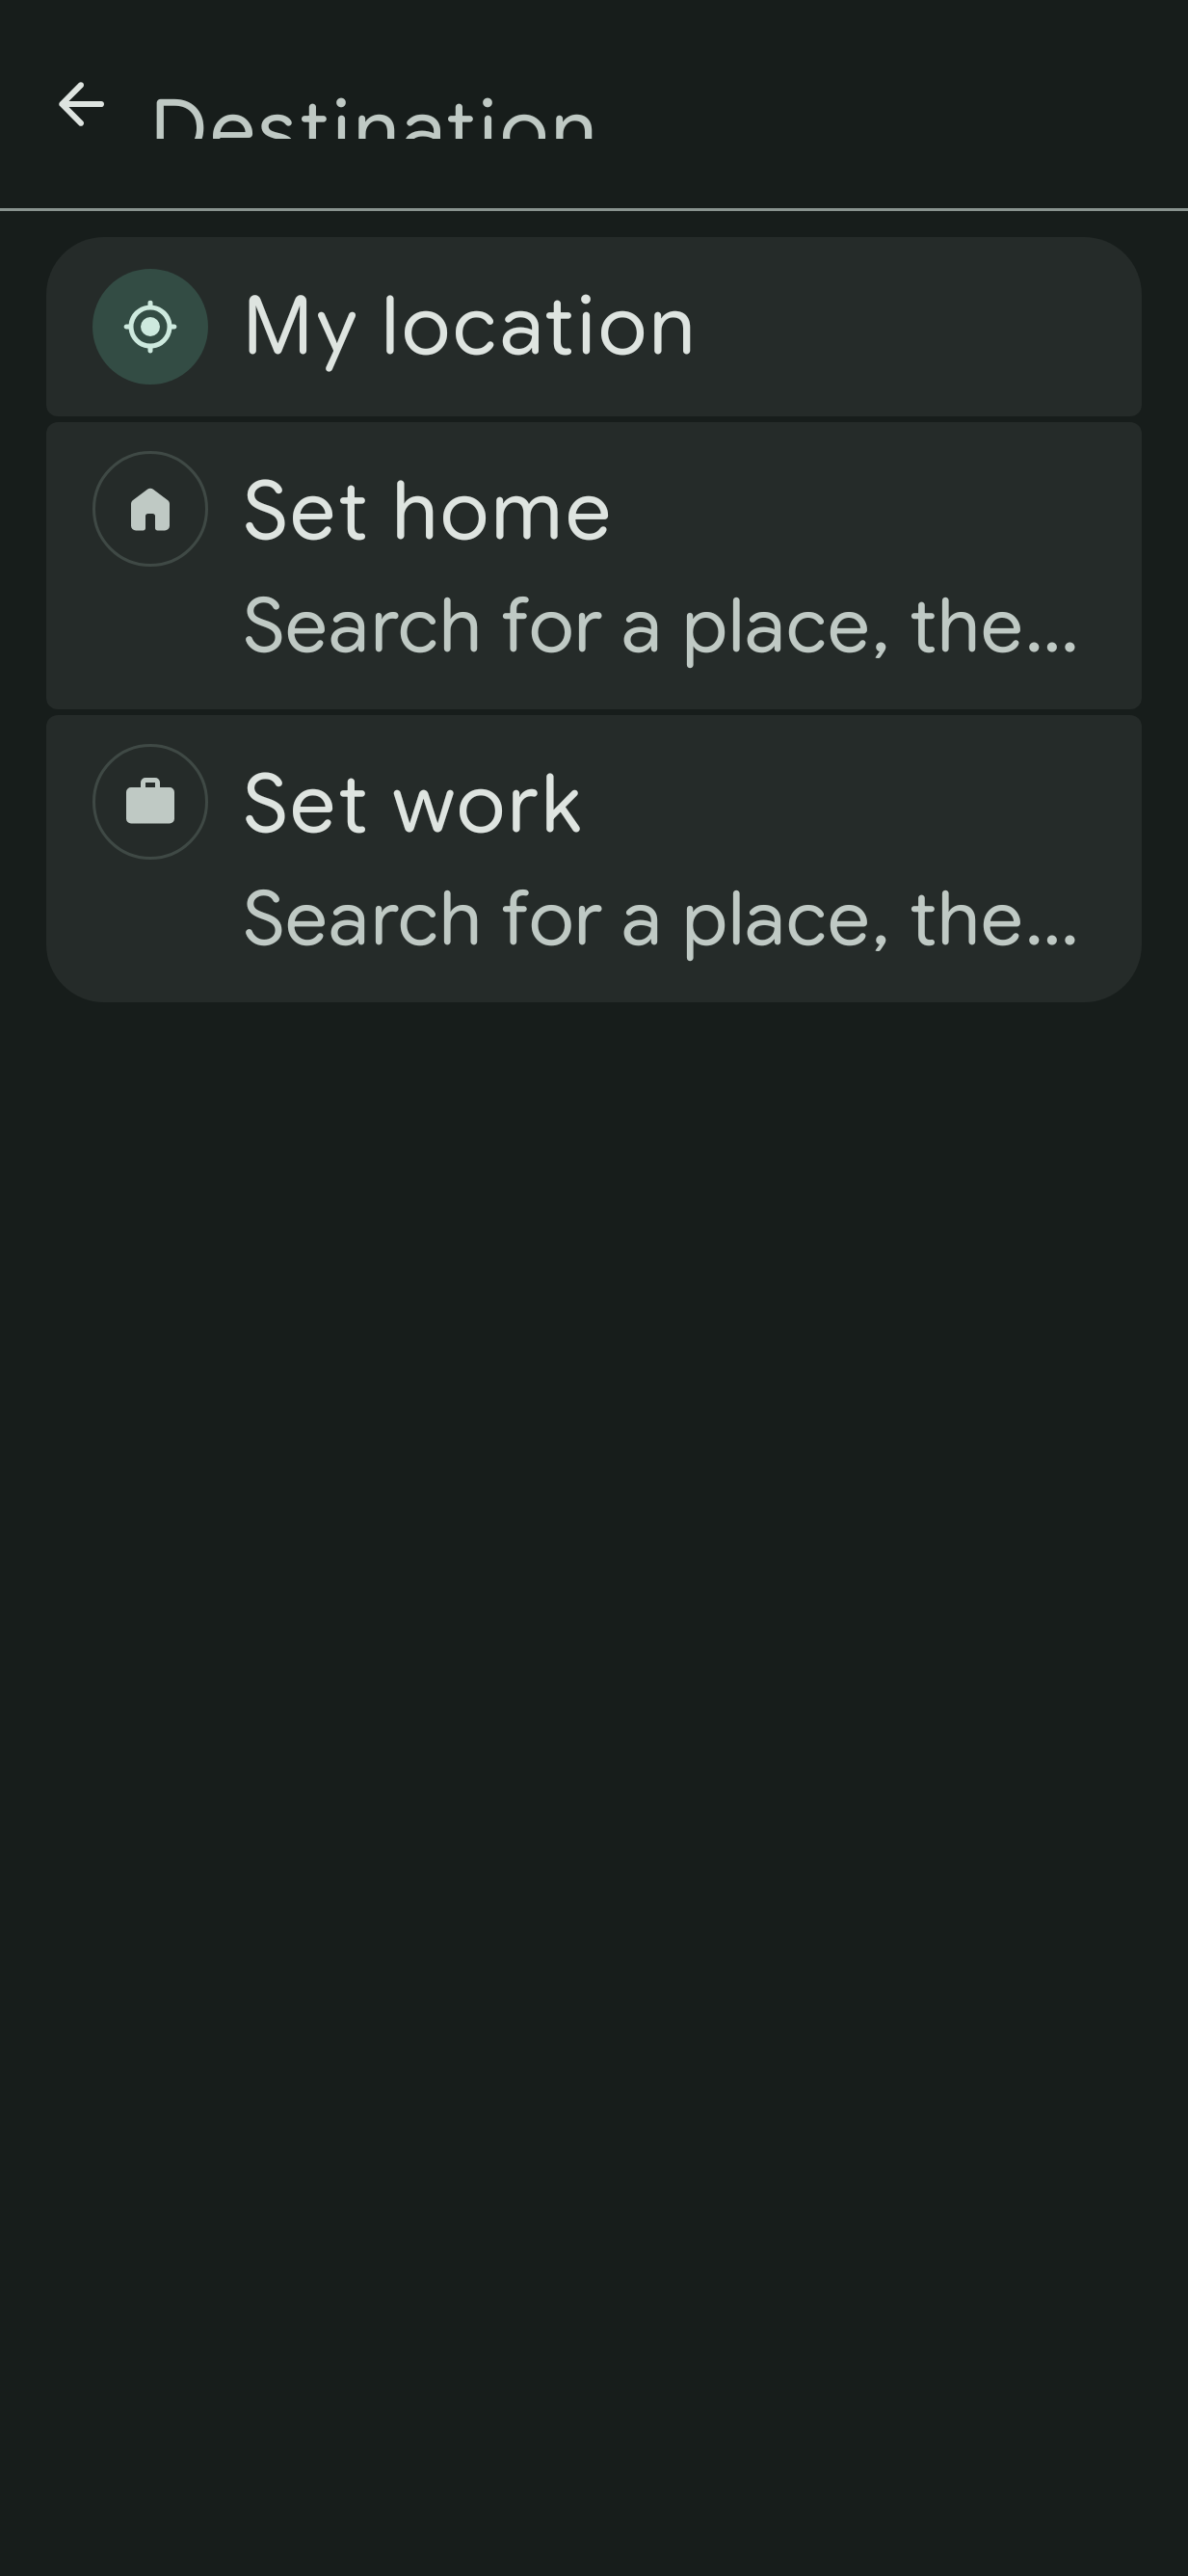 Destination
My location
Set home
Search for a place, the...
Set work
Search for a place, the...